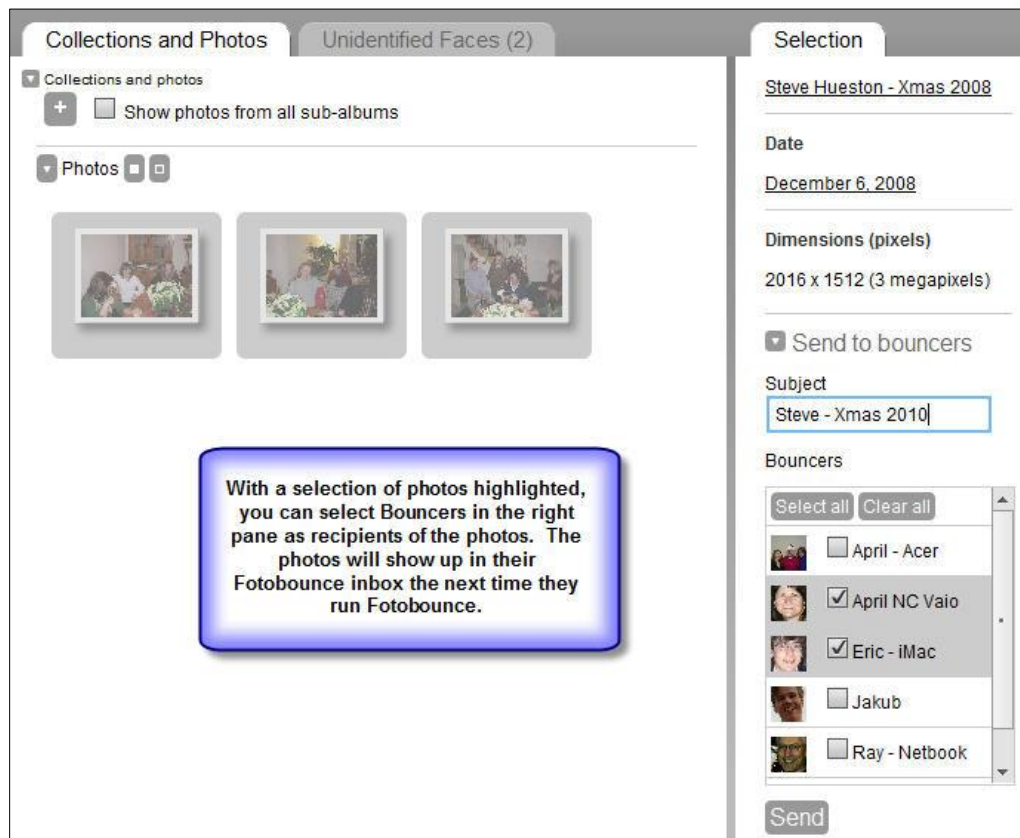 Collections and Photos
Unidentified Faces (2)
Collections and photos
+
Show photos from all sub-albums
Photos
With a selection of photos highlighted,
you can select Bouncers in the right
pane as recipients of the photos. The
photos will show up in their
Fotobounce inbox the next time they
run Fotobounce.
Selection
Steve Hueston - Xmas 2008
Date
December 6, 2008
Dimensions (pixels)
2016 x 1512 (3 megapixels)
Send to bouncers
Subject
Steve - Xmas 2010
Bouncers
Select all Clear all
April - Acer
April NC Vaio
Eric - iMac
Jakub
Ray - Netbook
Send